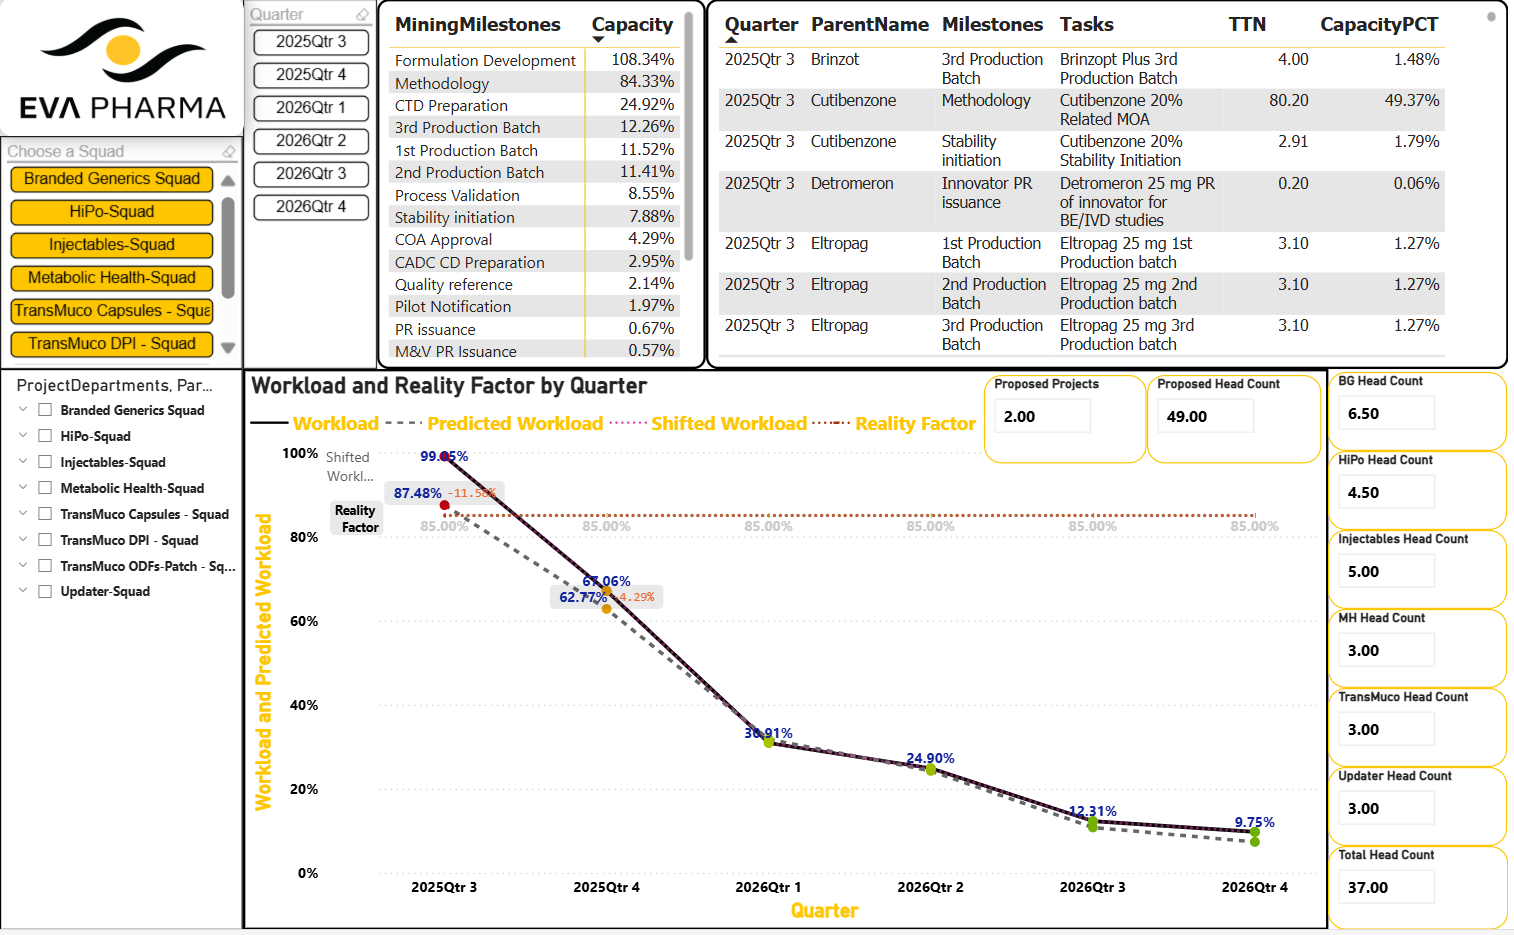 EVA PHARMA
Choose a Squad
Branded Generics Squad
HiPo-Squad
Injectables-Squad
Metabolic Health-Squad
TransMuco Capsules - Squa
TransMuco DPI - Squad
Quarter
2025Qtr 3
2025Qtr 4
2026Qtr 1
2026Qtr 2
2026Qtr 3
2026Qtr 4
MiningMilestones Capacity
Formulation Development 108.34%
Methodology 84.33%
CTD Preparation 24.92%
3rd Production Batch 12.26%
1st Production Batch 11.52%
2nd Production Batch 11.41%
Process Validation 8.55%
Stability initiation 7.88%
COA Approval 4.29%
CADC CD Preparation 2.95%
Quality reference 2.14%
Pilot Notification 1.97%
PR issuance 0.67%
M&V PR Issuance 0.57%
Quarter ParentName Milestones Tasks TTN CapacityPCT
2025Qtr 3 Brinzot 3rd Production Brinzopt Plus 3rd 4.00 1.48%
Batch Production Batch
2025Qtr 3 Cutibenzone Methodology Cutibenzone 20% 80.20 49.37%
Related MOA
2025Qtr 3 Cutibenzone Stability Cutibenzone 20% 2.91 1.79%
initiation Stability Initiation
2025Qtr 3 Detromeron Innovator PR Detromeron 25 mg PR 0.20 0.06%
issuance of innovator for
BE/IVD studies
2025Qtr 3 Eltropag 1st Production Eltropag 25 mg 1st 3.10 1.27%
Batch Production batch
2025Qtr 3 Eltropag 2nd Production Eltropag 25 mg 2nd 3.10 1.27%
Batch Production batch
2025Qtr 3 Eltropag 3rd Production Eltropag 25 mg 3rd 3.10 1.27%
Batch Production batch
ProjectDepartments, Par...
Branded Generics Squad
HiPo-Squad
Injectables-Squad
Metabolic Health-Squad
TransMuco Capsules - Squad
TransMuco DPI - Squad
TransMuco ODFs-Patch - Sq...
Updater-Squad
Workload and Reality Factor by Quarter
Workload Predicted Workload Shifted Workload Reality Factor
Proposed Projects
2.00
Proposed Head Count
49.00
Workload and Predicted Workload
100%
80%
60%
40%
20%
0%
Shifted
Workl...
Reality
Factor
87.48% -11.58%
85.00% 85.00% 85.00% 85.00% 85.00% 85.00%
67.06%
62.77% -4.29%
30.91%
24.90%
12.31%
9.75%
2025Qtr 3 2025Qtr 4 2026Qtr 1 2026Qtr 2 2026Qtr 3 2026Qtr 4
Quarter
BG Head Count
6.50
HiPo Head Count
4.50
Injectables Head Count
5.00
MH Head Count
3.00
TransMuco Head Count
3.00
Updater Head Count
3.00
Total Head Count
37.00